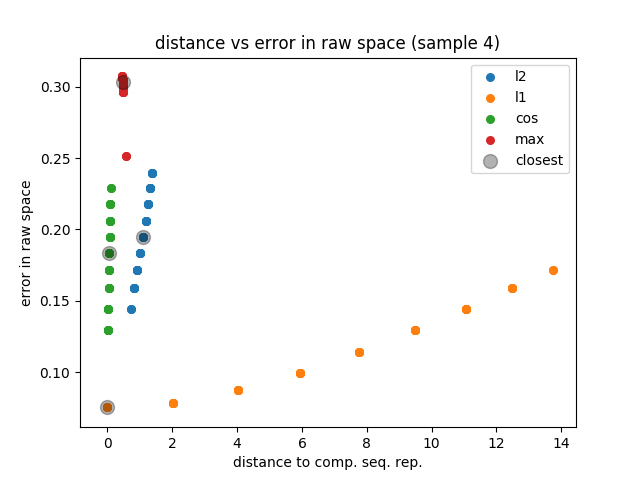 distance vs error in raw space (sample 4)
l2
l1
cos
max
closest
error in raw space
0.30
0.25
0.20
0.15
0.10
0 2 4 6 8 10 12 14
distance to comp. seq. rep.